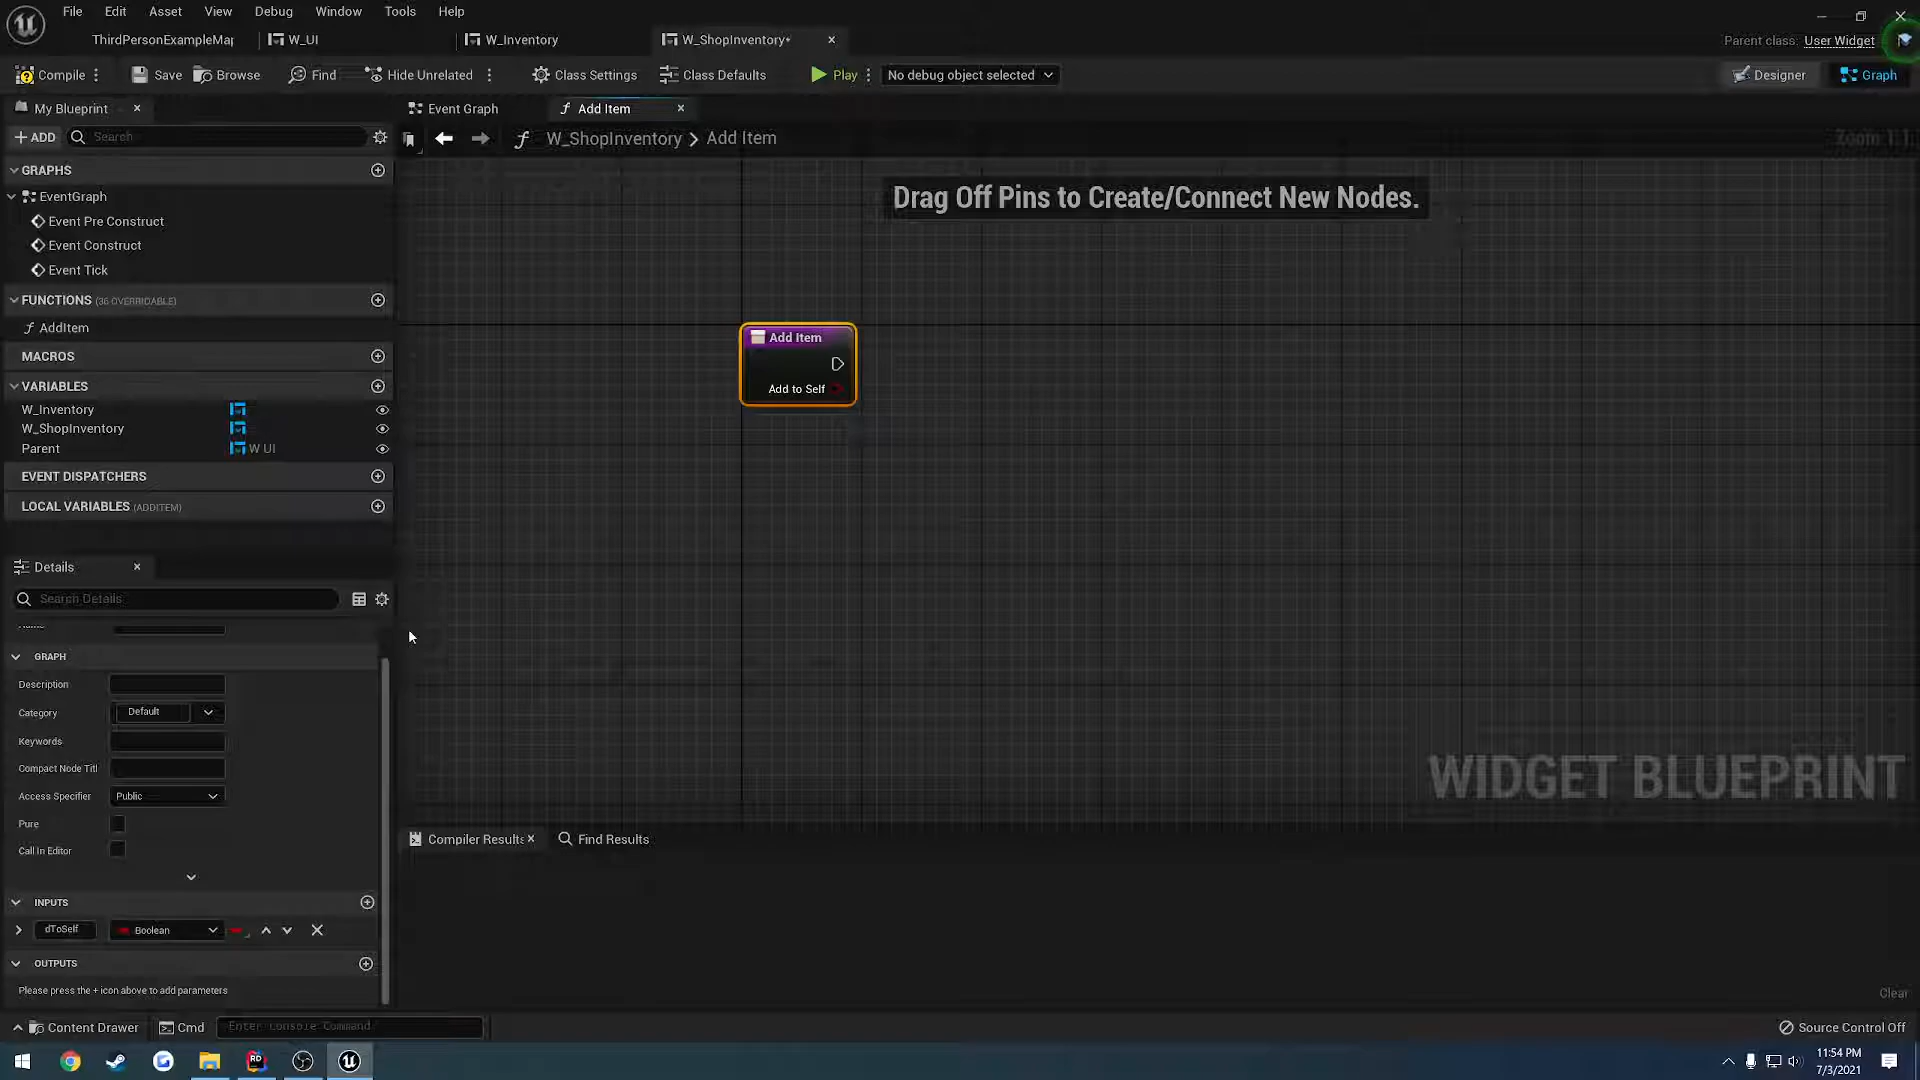 File Edit Asset View Debug Window Tools Help
ThirdPersonExampleMap W_UI W_Inventory W_ShopInventory*
Parent class: User Widget
Compile Save Browse Find Hide Unrelated Class Settings Class Defaults Play No debug object selected Designer Graph
My Blueprint Event Graph Add Item
ADD Search W_ShopInventory > Add Item Zoom 1:1
GRAPHS
EventGraph
Event Pre Construct
Event Construct
Event Tick
FUNCTIONS (36 OVERRIDABLE)
AddItem
MACROS
VARIABLES
W_Inventory
W_ShopInventory
Parent W UI
EVENT DISPATCHERS
LOCAL VARIABLES (ADDITEM)
Drag Off Pins to Create/Connect New Nodes.
Add Item
Add to Self
WIDGET BLUEPRINT
Details
Search Details
GRAPH
Description
Category Default
Keywords
Compact Node Titl
Access Specifier Public
Pure
Call In Editor
INPUTS
dToSelf Boolean
OUTPUTS
Please press the + icon above to add parameters
Compiler Results Find Results
Clear
Content Drawer Cmd Enter Console Command Source Control Off
11:54 PM
7/3/2021